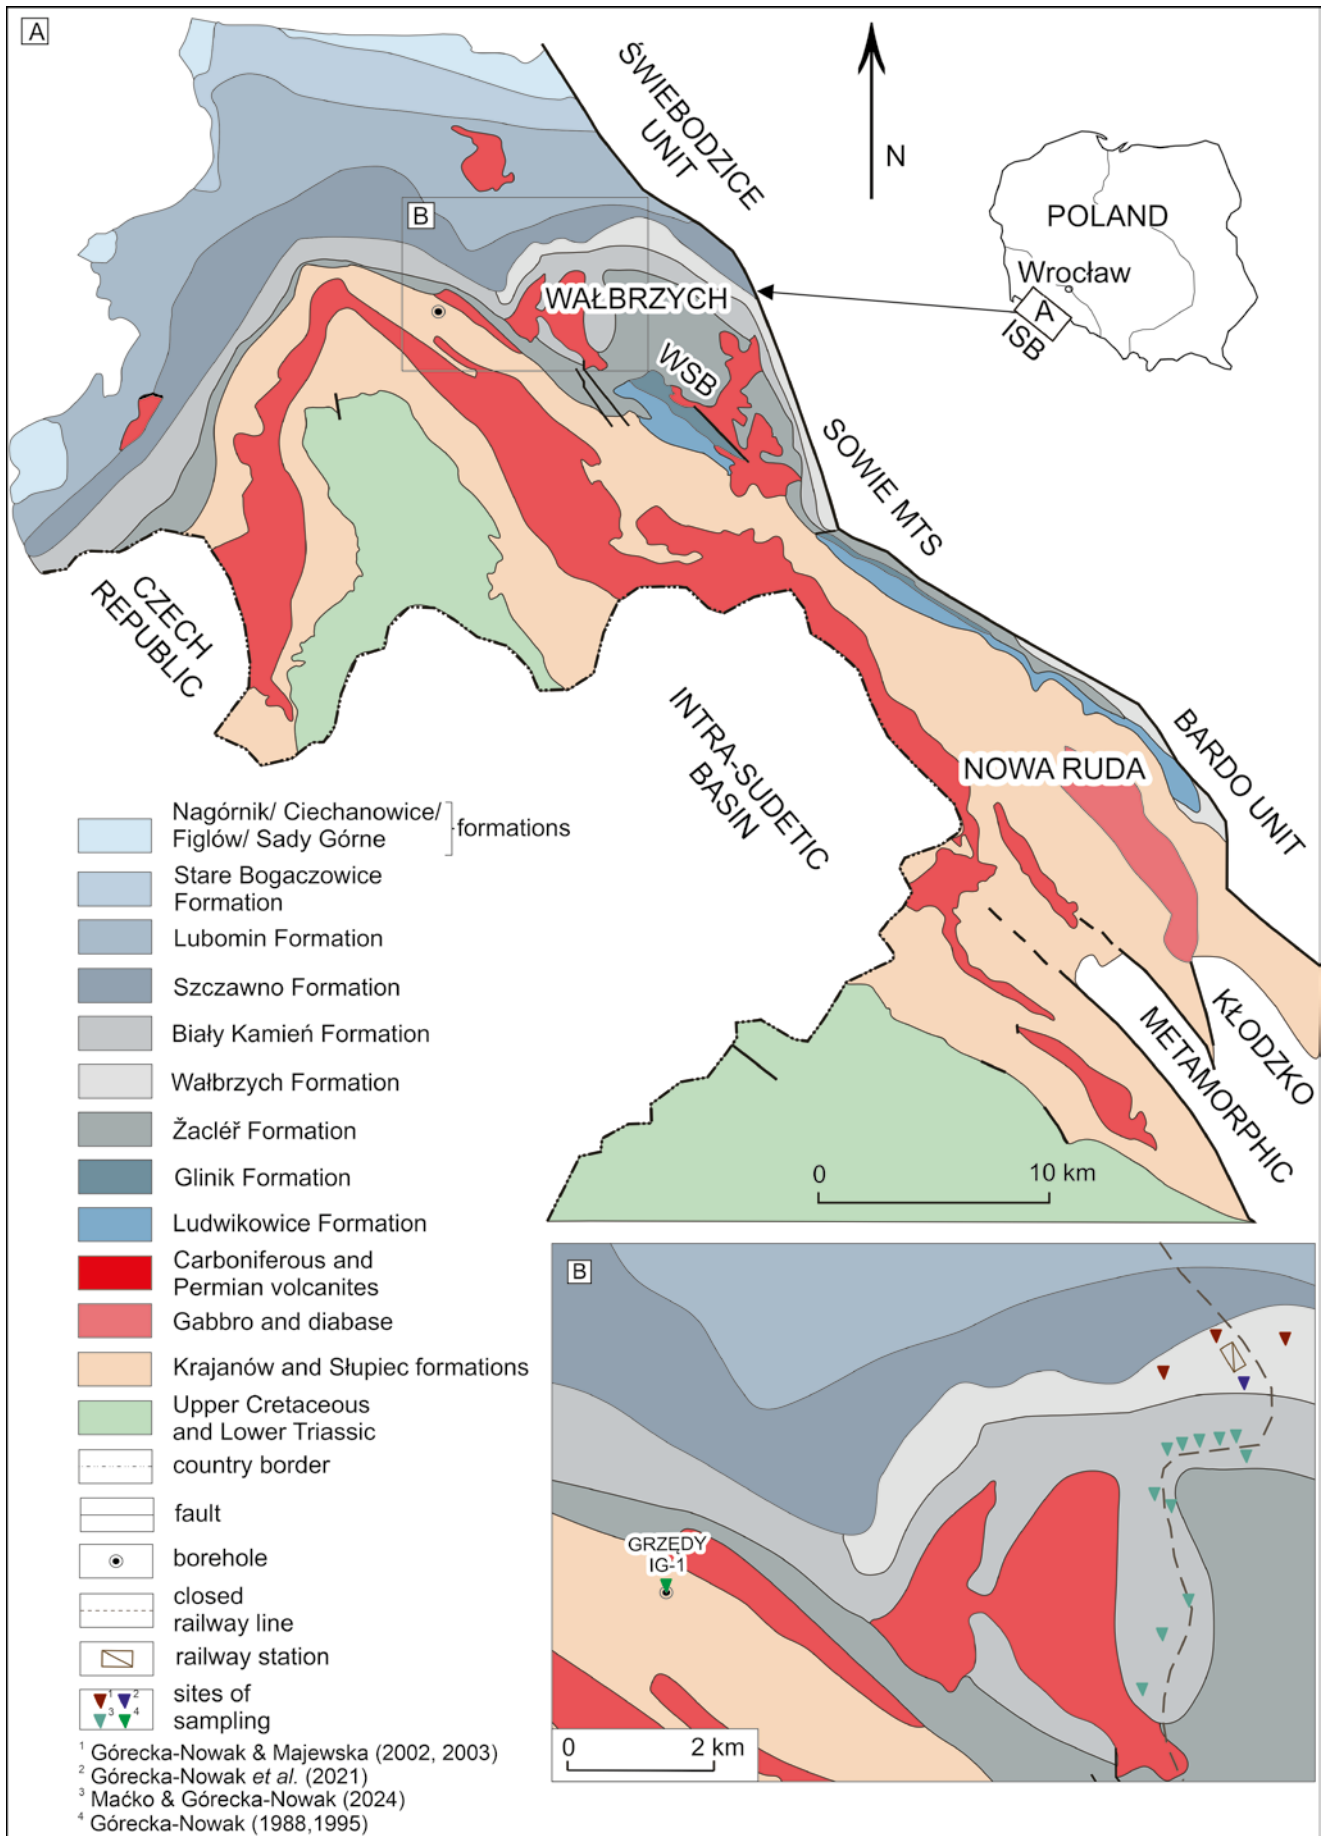 A
ŚWIEBODZICE
UNIT
N
POLAND
Wrocław
A
ISB
B
WAŁBRZYCH
WSB
SOWIE MTS
CZECH
REPUBLIC
INTRA-SUDETIC
BASIN
NOWA RUDA
BARDO UNIT
KŁODZKO
METAMORPHIC
0 10 km
Nagórnik/ Ciechanowice/
Figlów/ Sady Górne
formations
Stare Bogaczowice
Formation
Lubomin Formation
Szczawno Formation
Biały Kamień Formation
Wałbrzych Formation
Žacléř Formation
Glinik Formation
Ludwikowice Formation
Carboniferous and
Permian volcanites
Gabbro and diabase
Krajanów and Słupiec formations
Upper Cretaceous
and Lower Triassic
country border
fault
borehole
closed
railway line
railway station
1 2
3 4
sites of
sampling
1 Górecka-Nowak & Majewska (2002, 2003)
2 Górecka-Nowak et al. (2021)
3 Maćko & Górecka-Nowak (2024)
4 Górecka-Nowak (1988,1995)
B
GRZĘDY
IG-1
0 2 km